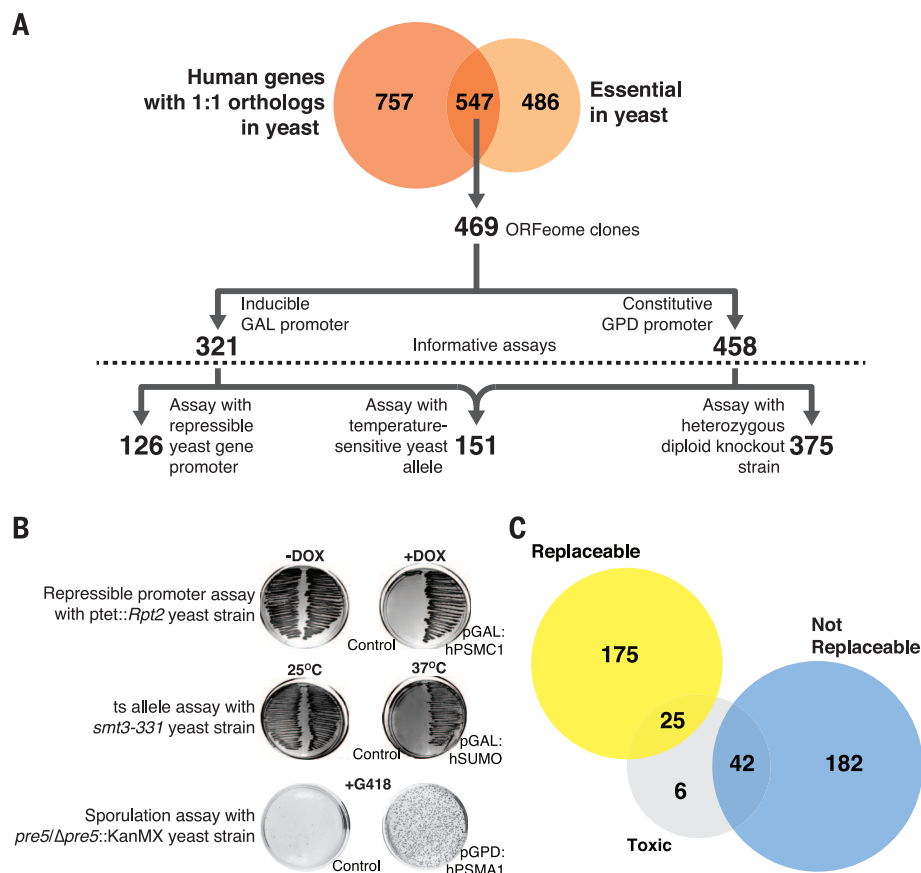 A
Human genes
with 1:1 orthologs
in yeast
757
547
486
Essential
in yeast
469 ORFeome clones
Inducible
GAL promoter
Constitutive
GPD promoter
321
Informative assays
458
126
Assay with
repressible
yeast gene
promoter
Assay with
temperature-
sensitive yeast
allele
151
Assay with
heterozygous
diploid knockout
strain
375
B
-DOX
+DOX
Repressible promoter assay
with ptet::Rpt2 yeast strain
Control
pGAL:
hPSMC1
25°C
37°C
ts allele assay with
smt3-331 yeast strain
Control
pGAL:
hSUMO
+G418
Sporulation assay with
pre5/Δpre5::KanMX yeast strain
Control
pGPD:
hPSMA1
C
Replaceable
Not
Replaceable
175
25
42
182
6
Toxic